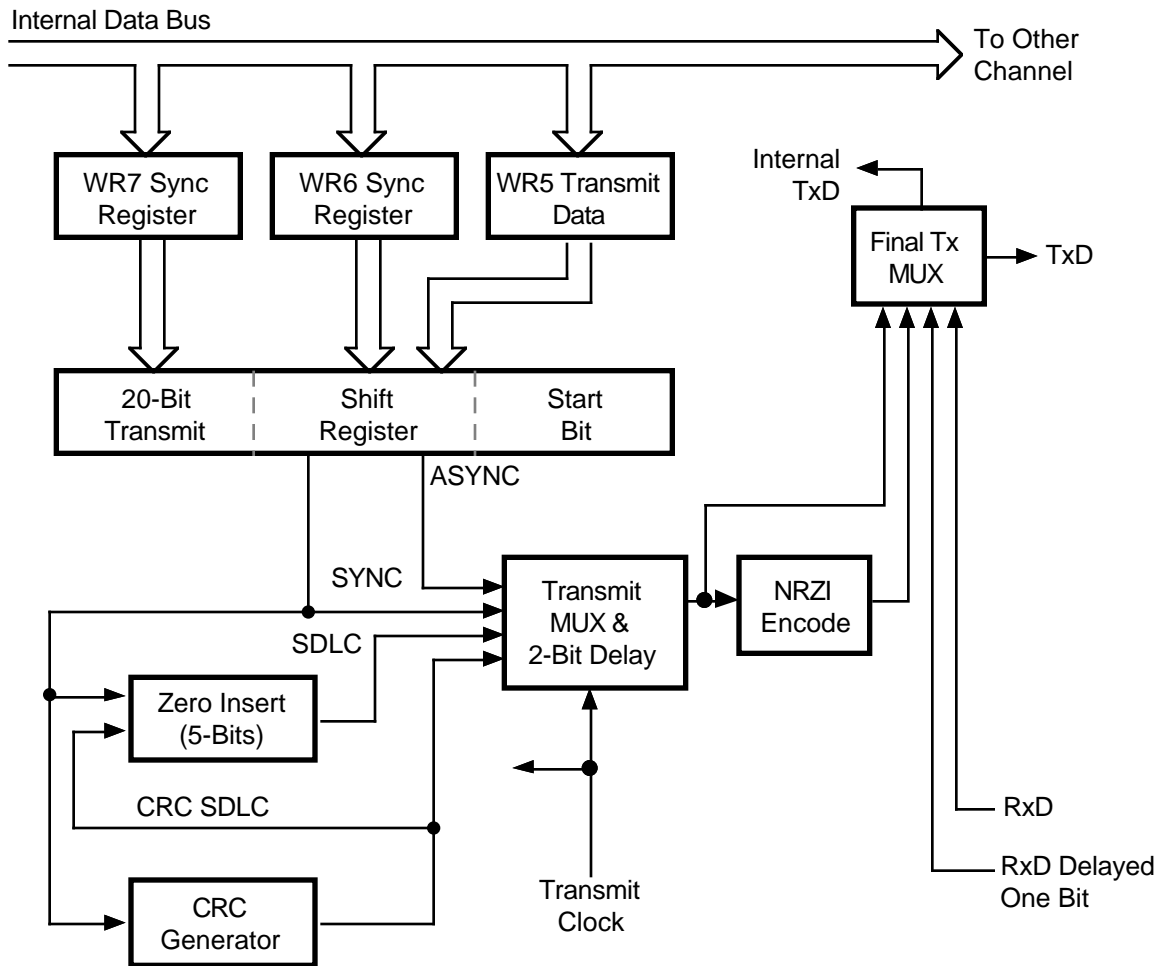 Internal Data Bus
To Other
Channel
WR7 Sync
Register
WR6 Sync
Register
WR5 Transmit
Data
Internal
TxD
Final Tx
MUX
TxD
20-Bit
Transmit
Shift
Register
Start
Bit
ASYNC
SYNC
SDLC
Transmit
MUX &
2-Bit Delay
NRZI
Encode
Zero Insert
(5-Bits)
CRC SDLC
CRC
Generator
Transmit
Clock
RxD
RxD Delayed
One Bit